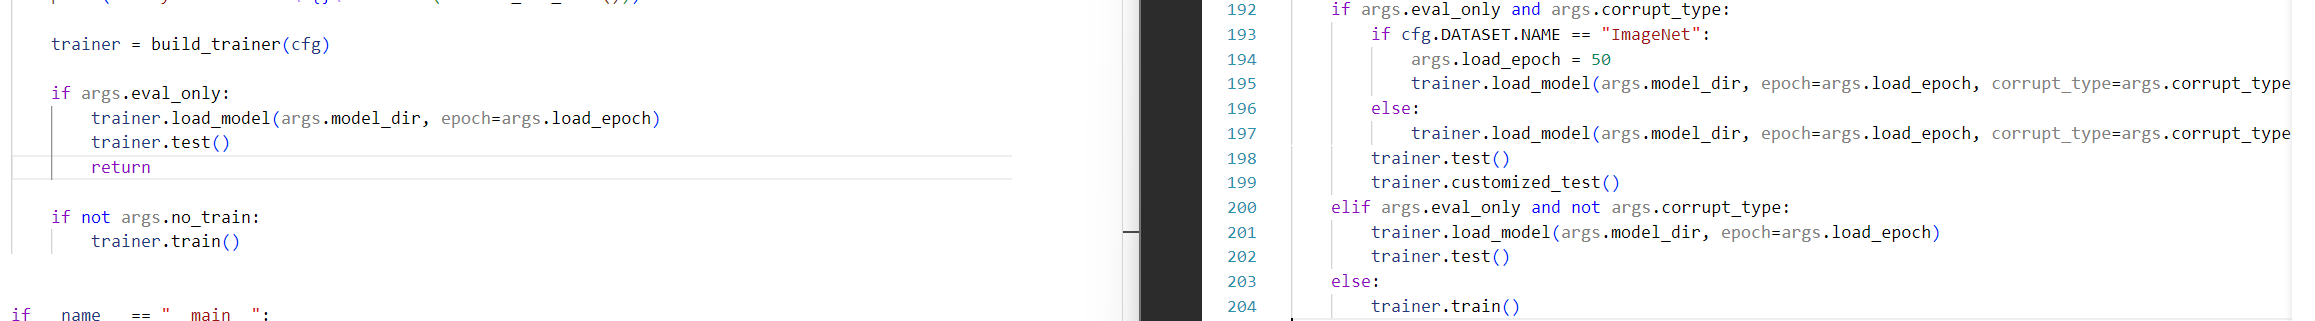 trainer = build_trainer(cfg)
if args.eval_only:
trainer.load_model(args.model_dir, epoch=args.load_epoch)
trainer.test()
return
if not args.no_train:
trainer.train()
if __name__ == "__main__":
192 if args.eval_only and args.corrupt_type:
193 if cfg.DATASET.NAME == "ImageNet":
194 args.load_epoch = 50
195 trainer.load_model(args.model_dir, epoch=args.load_epoch, corrupt_type=args.corrupt_type
196 else:
197 trainer.load_model(args.model_dir, epoch=args.load_epoch, corrupt_type=args.corrupt_type
198 trainer.test()
199 trainer.customized_test()
200 elif args.eval_only and not args.corrupt_type:
201 trainer.load_model(args.model_dir, epoch=args.load_epoch)
202 trainer.test()
203 else:
204 trainer.train()